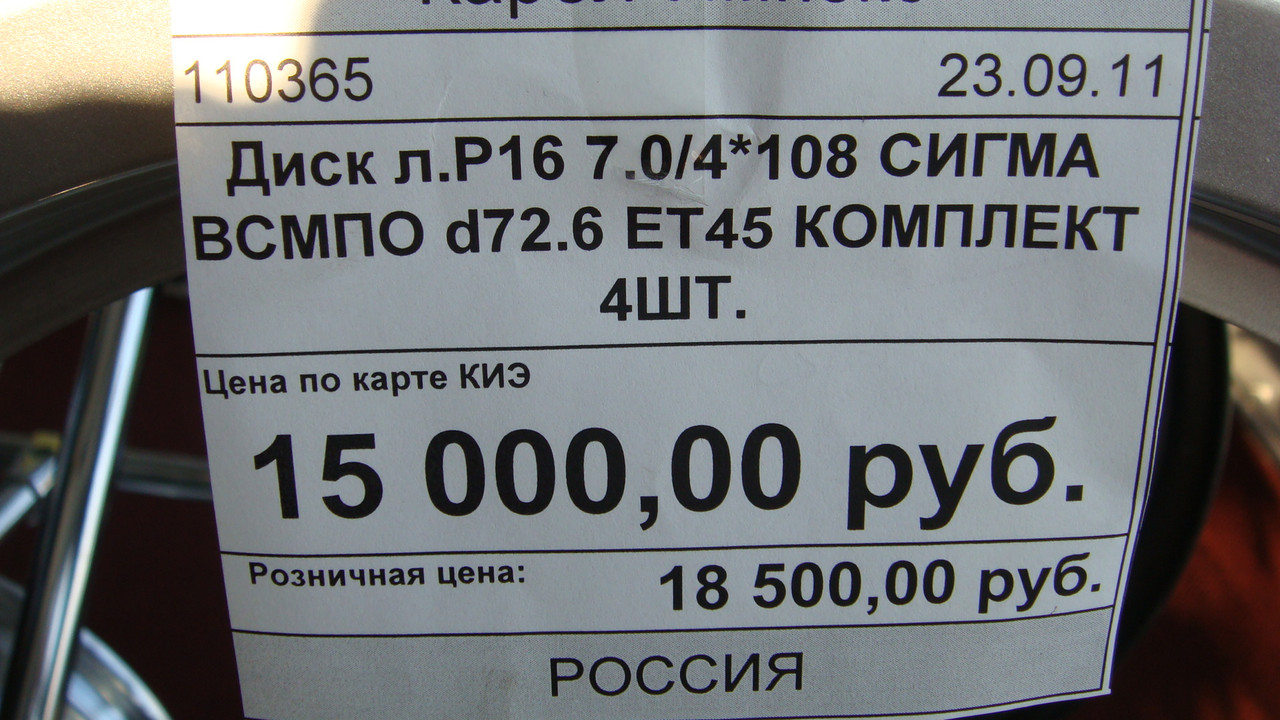 110365 23.09.11
Диск л.Р16 7.0/4*108 СИГМА
ВСМПО d72.6 ET45 КОМПЛЕКТ
4ШТ.
Цена по карте КИЭ
15 000,00 руб.
Розничная цена: 18 500,00 руб.
РОССИЯ